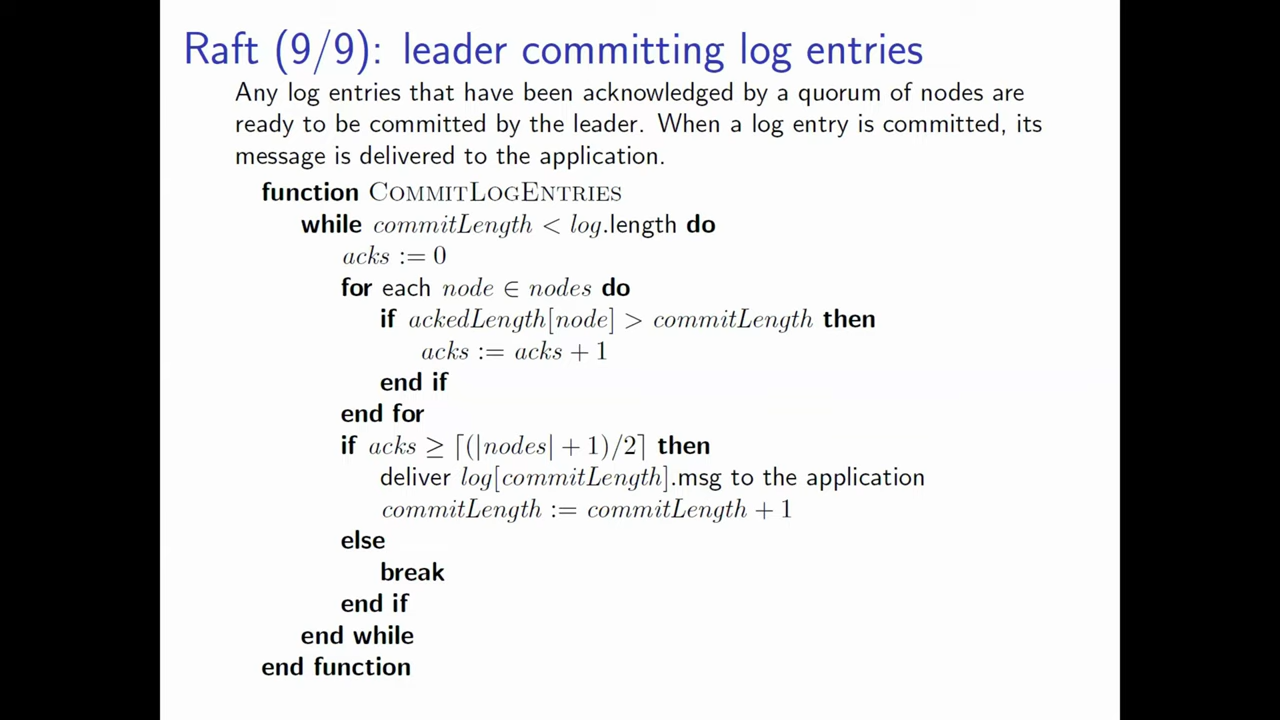 Raft (9/9): leader committing log entries
Any log entries that have been acknowledged by a quorum of nodes are
ready to be committed by the leader. When a log entry is committed, its
message is delivered to the application.
function CommitLogEntries
while commitLength < log.length do
acks := 0
for each node ∈ nodes do
if ackedLength[node] > commitLength then
acks := acks + 1
end if
end for
if acks ≥ ⌈(|nodes| + 1)/2⌉ then
deliver log[commitLength].msg to the application
commitLength := commitLength + 1
else
break
end if
end while
end function